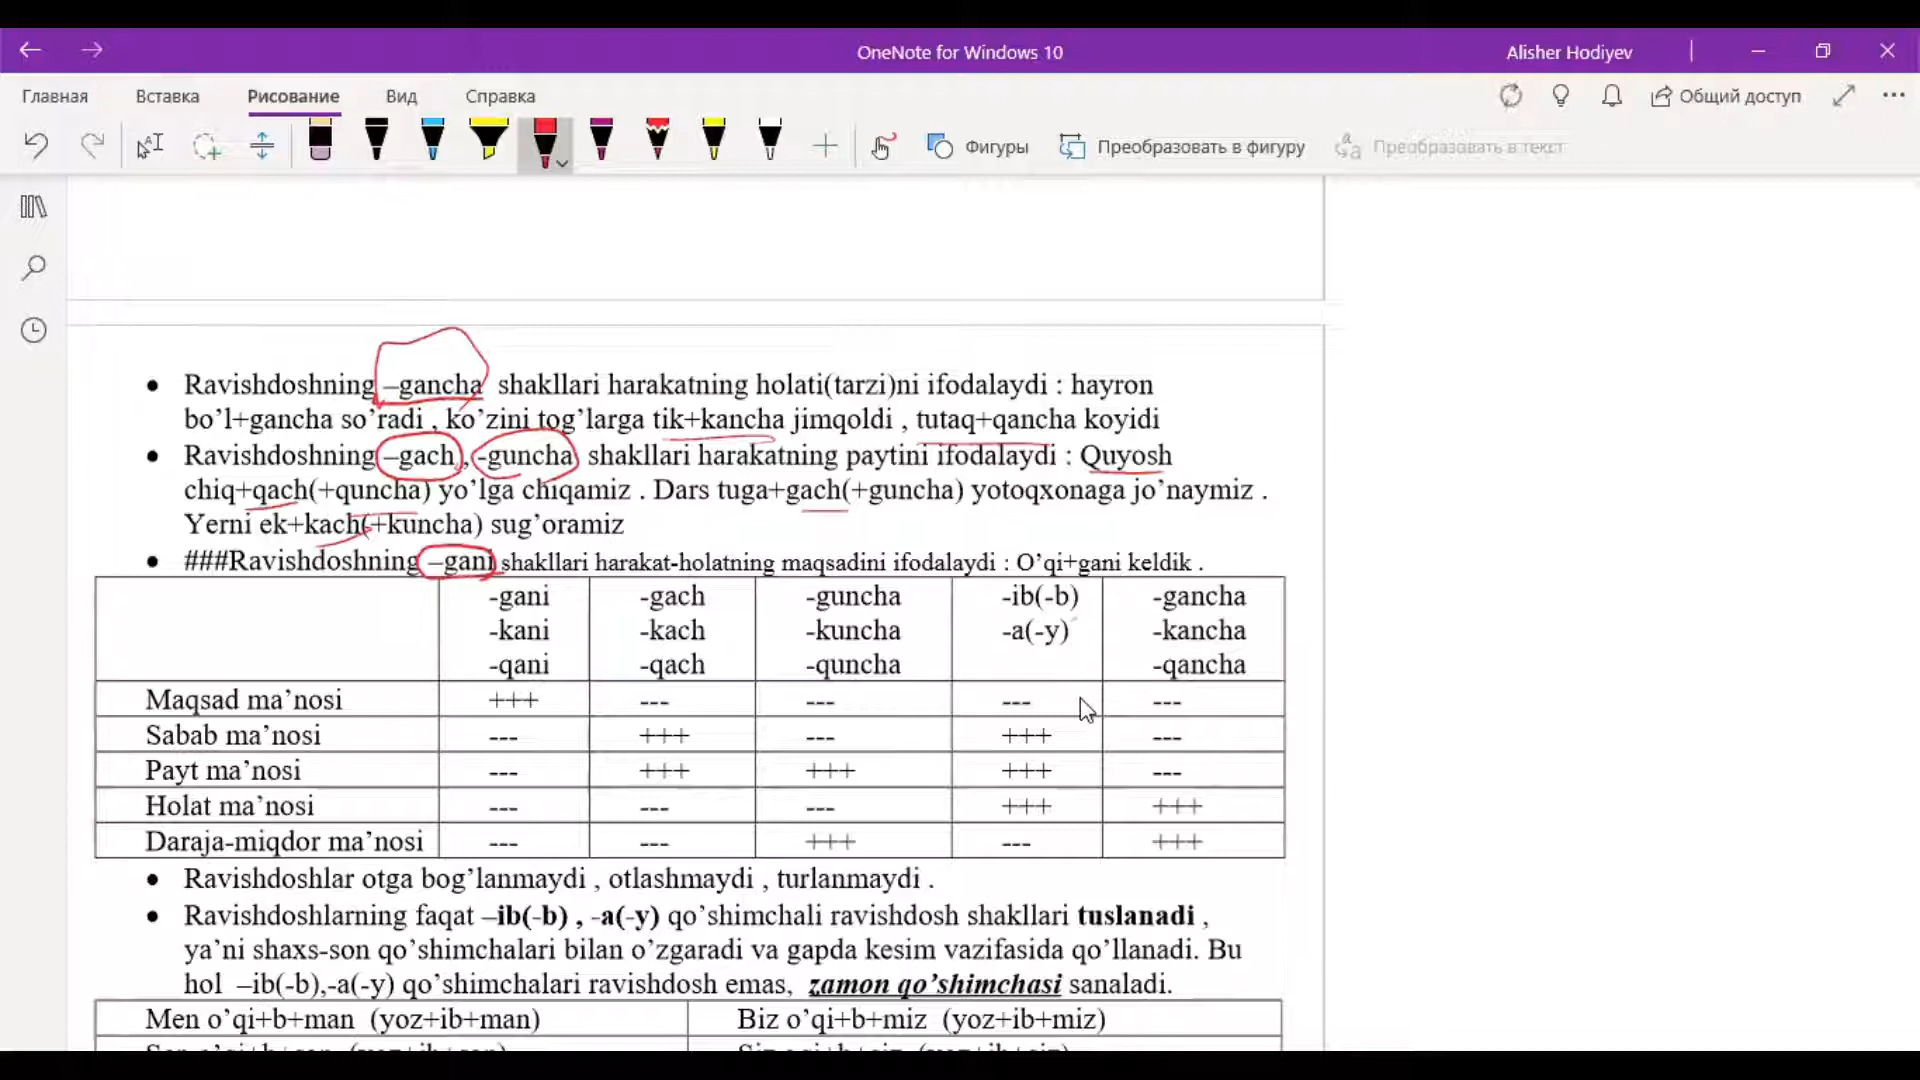 OneNote for Windows 10
Alisher Hodiyev
Главная Вставка Рисование Вид Справка
Общий доступ
Фигуры Преобразовать в фигуру Преобразовать в текст
• Ravishdoshning –gancha shakllari harakatning holati(tarzi)ni ifodalaydi : hayron
bo’l+gancha so’radi , ko’zini tog’larga tik+kancha jimqoldi , tutaq+qancha koyidi
• Ravishdoshning –gach , -guncha shakllari harakatning paytini ifodalaydi : Quyosh
chiq+qach(+quncha) yo’lga chiqamiz . Dars tuga+gach(+guncha) yotoqxonaga jo’naymiz .
Yerni ek+kach(+kuncha) sug’oramiz
• ###Ravishdoshning –gani shakllari harakat-holatning maqsadini ifodalaydi : O’qi+gani keldik .
-gani -gach -guncha -ib(-b) -gancha
-kani -kach -kuncha -a(-y) -kancha
-qani -qach -quncha -qancha
Maqsad ma’nosi +++ --- --- --- ---
Sabab ma’nosi --- +++ --- +++ ---
Payt ma’nosi --- +++ +++ +++ ---
Holat ma’nosi --- --- --- +++ +++
Daraja-miqdor ma’nosi --- --- +++ --- +++
• Ravishdoshlar otga bog’lanmaydi , otlashmaydi , turlanmaydi .
• Ravishdoshlarning faqat –ib(-b) , -a(-y) qo’shimchali ravishdosh shakllari tuslanadi ,
ya’ni shaxs-son qo’shimchalari bilan o’zgaradi va gapda kesim vazifasida qo’llanadi. Bu
hol –ib(-b),-a(-y) qo’shimchalari ravishdosh emas, zamon qo’shimchasi sanaladi.
Men o’qi+b+man (yoz+ib+man) Biz o’qi+b+miz (yoz+ib+miz)